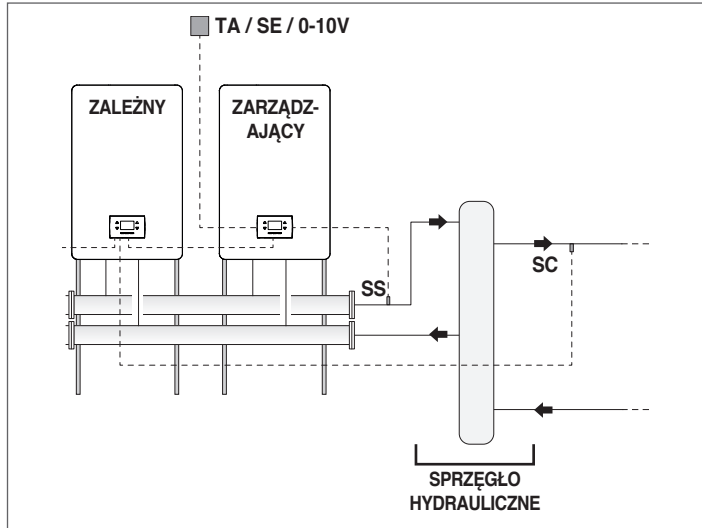 TA / SE / 0-10V
ZALEŻNY
ZARZĄDZ-
AJĄCY
SS
SC
SPRZĘGŁO
HYDRAULICZNE